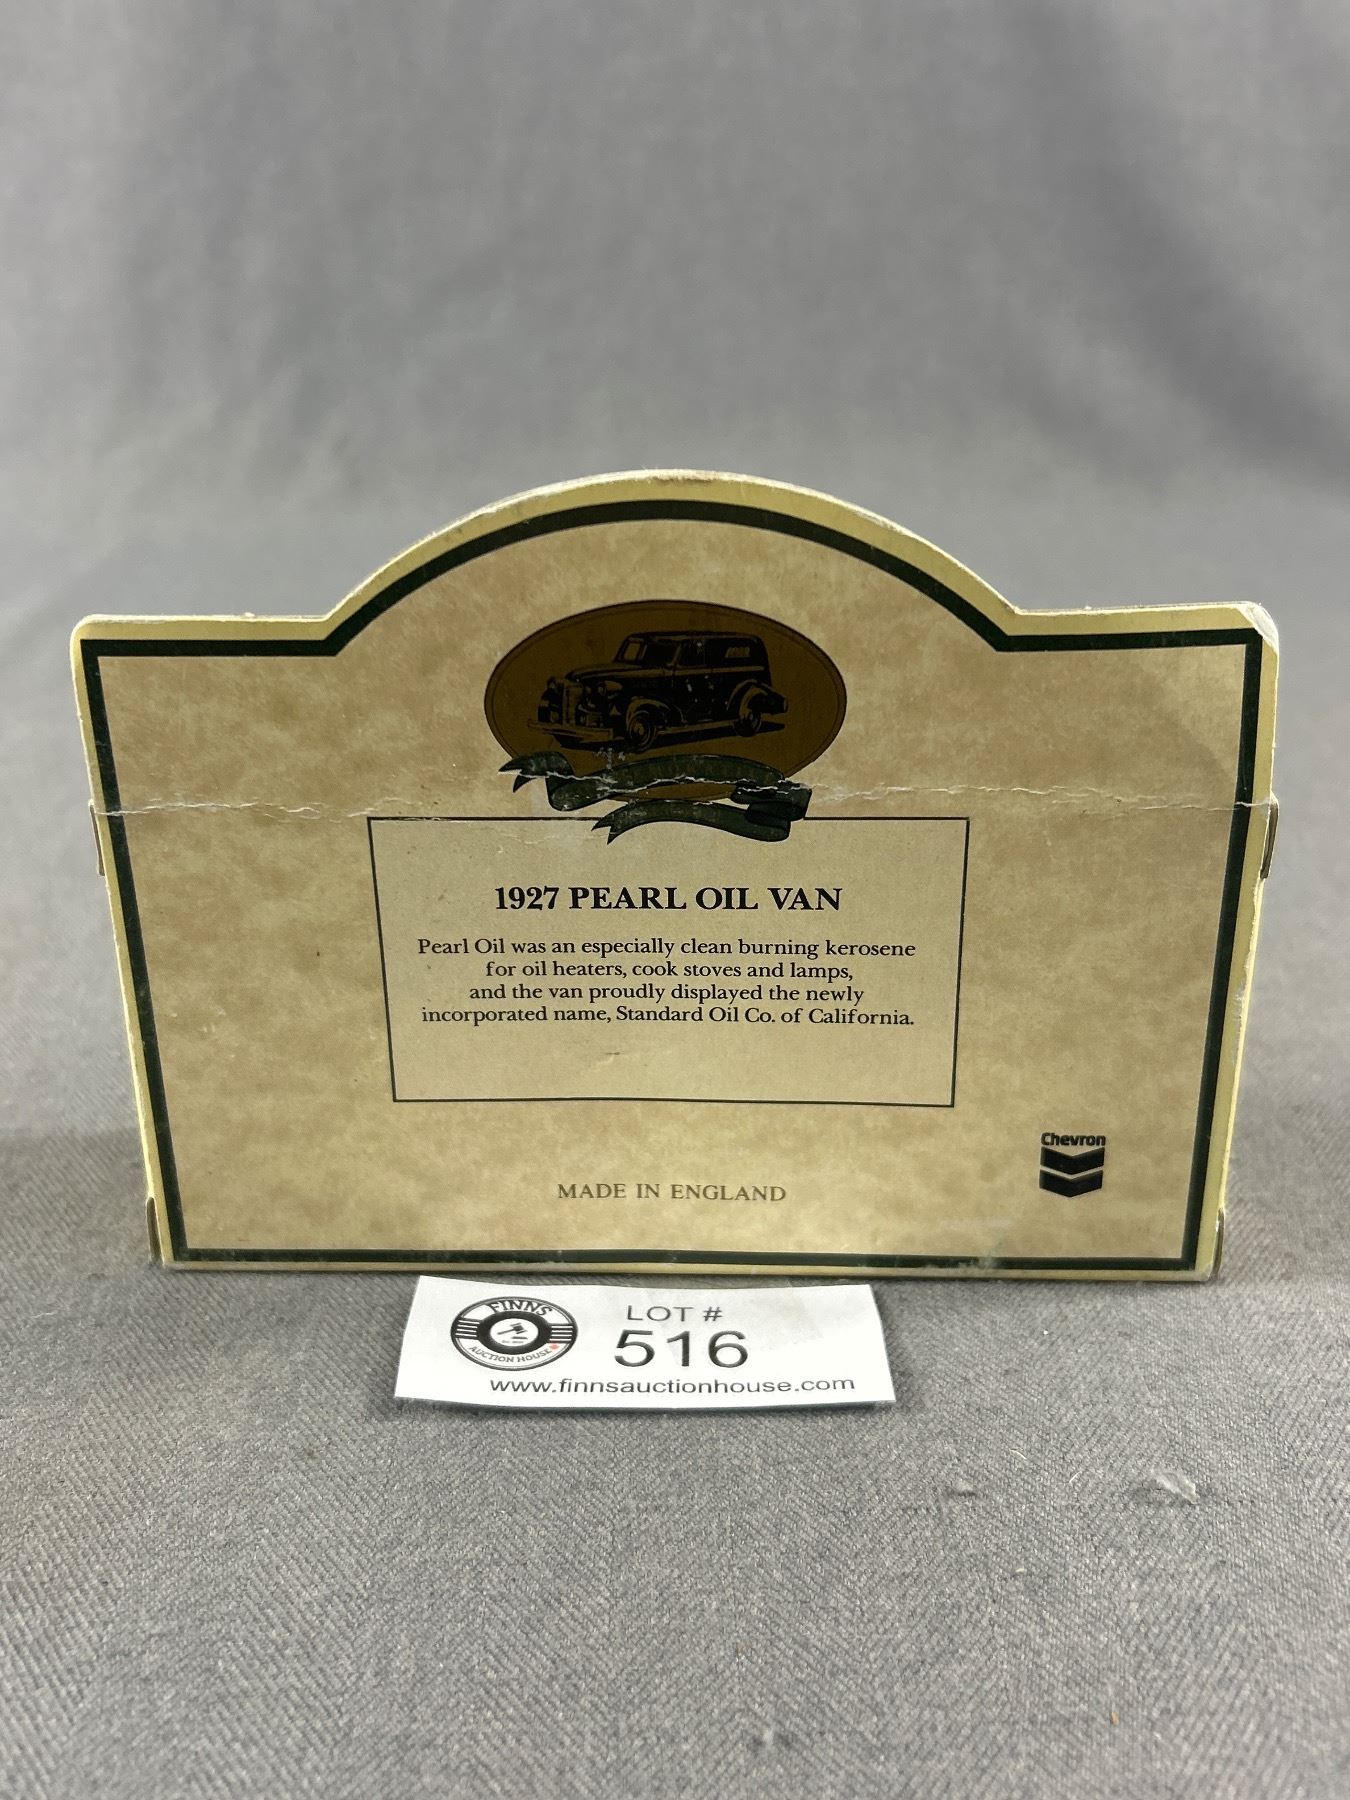 1927 PEARL OIL VAN
Pearl Oil was an especially clean burning kerosene
for oil heaters, cook stoves and lamps,
and the van proudly displayed the newly
incorporated name, Standard Oil Co. of California.
Chevron
MADE IN ENGLAND
FINNS
AUCTION HOUSE
LOT #
516
www.finnsauctionhouse.com